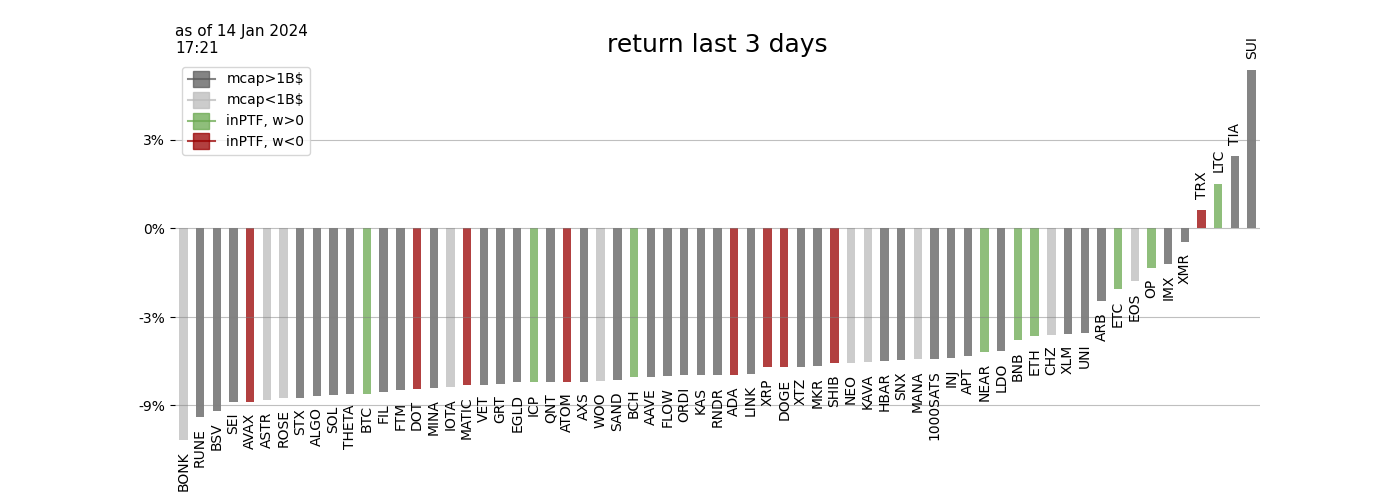 as of 14 Jan 2024
17:21
return last 3 days
mcap>1B$
mcap<1B$
inPTF, w>0
inPTF, w<0
3%
0%
-3%
-9%
BONK
RUNE
BSV
SEI
AVAX
ASTR
ROSE
STX
ALGO
SOL
THETA
BTC
FIL
FTM
DOT
MINA
IOTA
MATIC
VET
GRT
EGLD
ICP
QNT
ATOM
AXS
WOO
SAND
BCH
AAVE
FLOW
ORDI
KAS
RNDR
ADA
LINK
XRP
DOGE
XTZ
MKR
SHIB
NEO
KAVA
HBAR
SNX
MANA
1000SATS
INJ
APT
NEAR
LDO
BNB
ETH
CHZ
XLM
UNI
ARB
ETC
EOS
OP
IMX
XMR
TRX
LTC
TIA
SUI